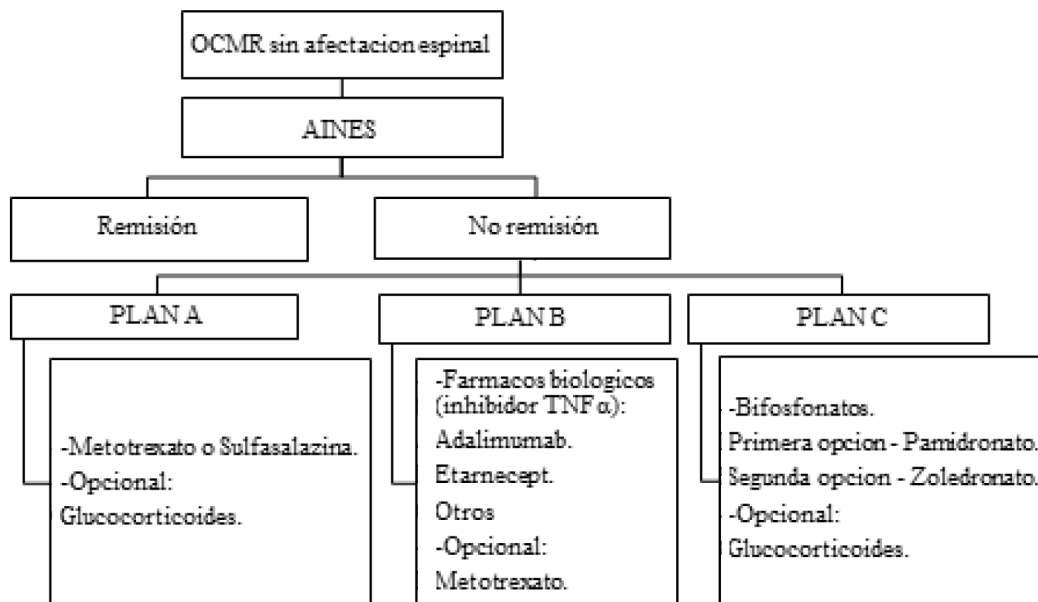 OCMR sin afectacion espinal
AINES
Remisión
No remisión
PLAN A
PLAN B
PLAN C
-Metotrexato o Sulfasalazina.
-Opcional:
Glucocorticoides.
-Farmacos biologicos
(inhibidor TNF α):
Adalimumab.
Etarnecept.
Otros
-Opcional:
Metotrexato.
-Bifosfonatos.
Primera opcion - Pamidronato.
Segunda opcion - Zoledronato.
-Opcional:
Glucocorticoides.